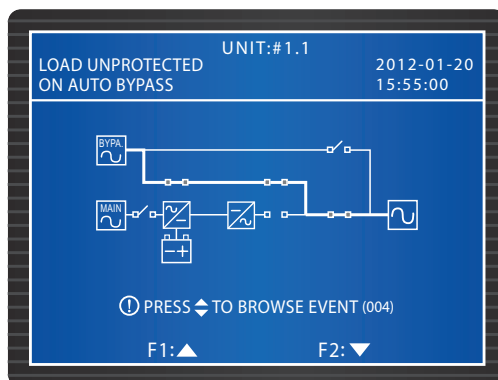 UNIT:#1.1
LOAD UNPROTECTED
ON AUTO BYPASS
2012-01-20
15:55:00
BYPA.
MAIN
PRESS TO BROWSE EVENT (004)
F1:
F2: